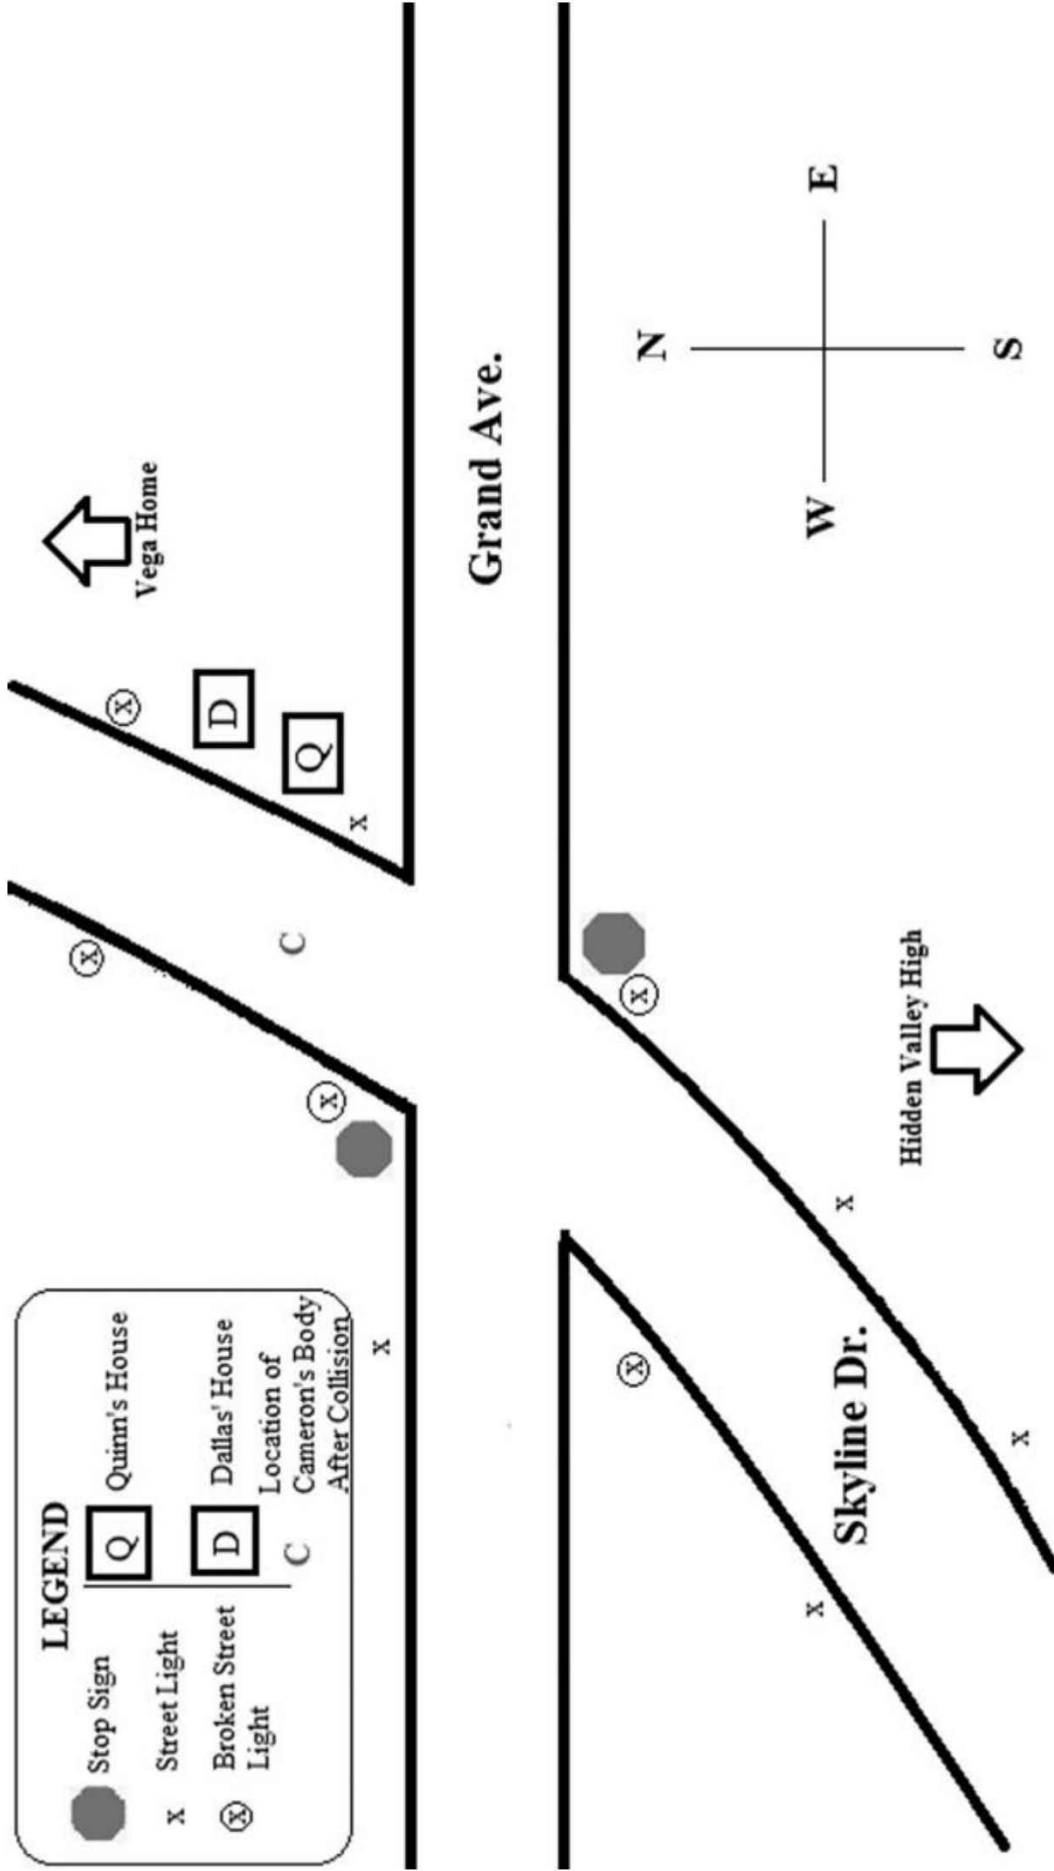 LEGEND
Stop Sign
x Street Light
x Broken Street
Light
Q Quinn's House
D Dallas' House
C Location of
Cameron's Body
After Collision
x
x
x
x
C
x
Q
D
x
Vega Home
Grand Ave.
x
x
x
Skyline Dr.
x
x
Hidden Valley High
N
W
E
S